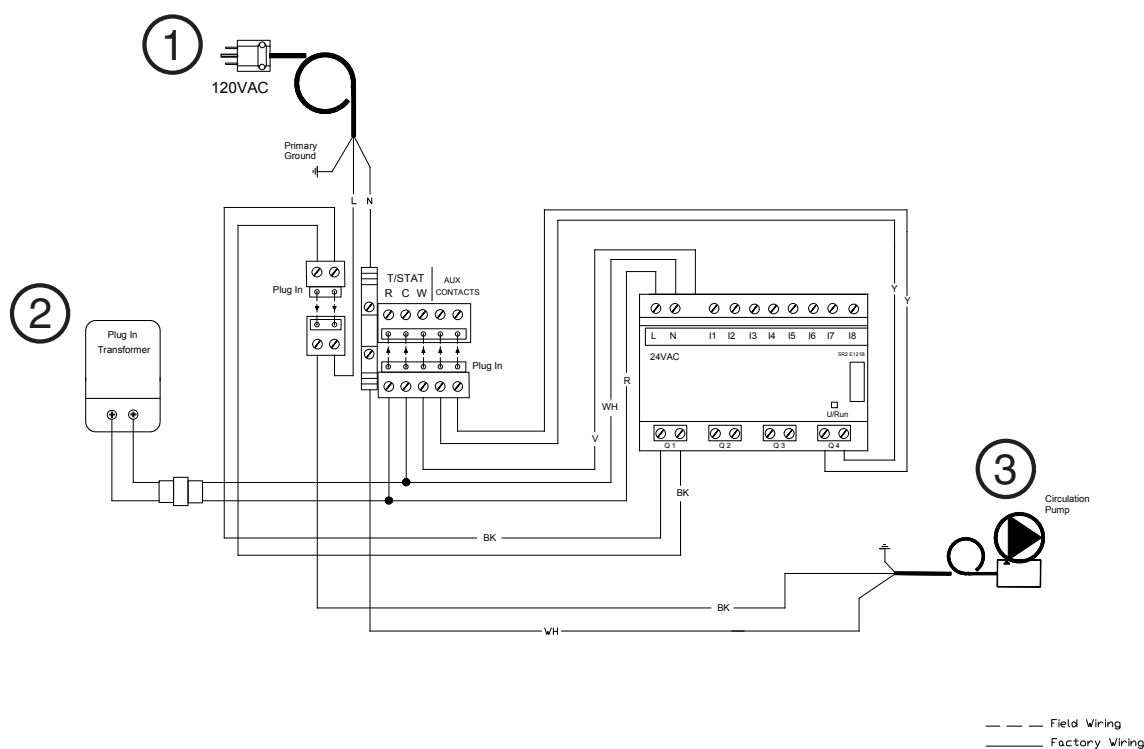 1
120VAC
Primary
Ground
L N
2
Plug In
Transformer
Plug In
T/STAT
R C W
AUX
CONTACTS
Plug In
Y
Y
R
WH
V
L N I1 I2 I3 I4 I5 I6 I7 I8
24VAC
SR2 E121B
U/Run
Q 1 Q 2 Q 3 Q 4
BK
BK
3
Circulation
Pump
BK
WH
Field Wiring
Factory Wiring